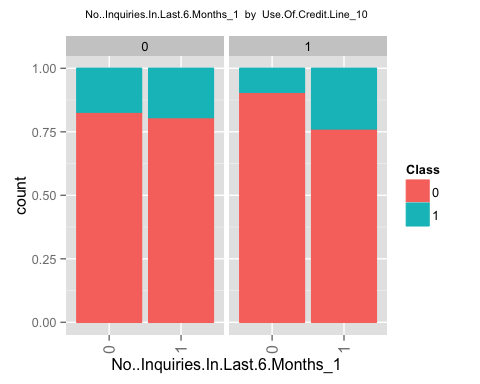 No..Inquiries.In.Last.6.Months_1 by Use.Of.Credit.Line_10
0 1
1.00
0.75
0.50
0.25
0.00
count
0 1 0 1
No..Inquiries.In.Last.6.Months_1
Class
0
1